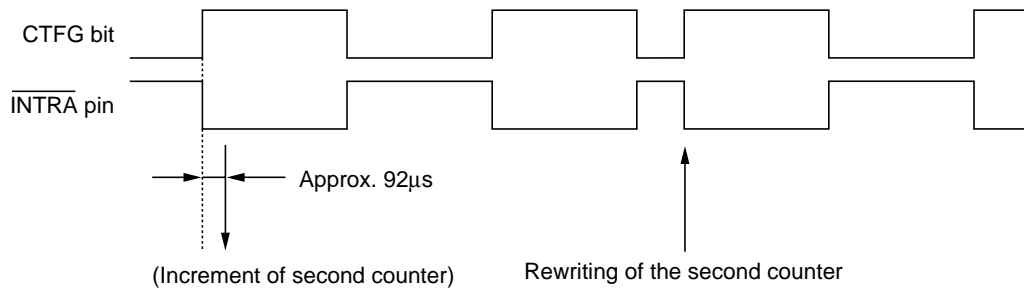 CTFG bit
INTRA pin
Approx. 92μs
(Increment of second counter)
Rewriting of the second counter